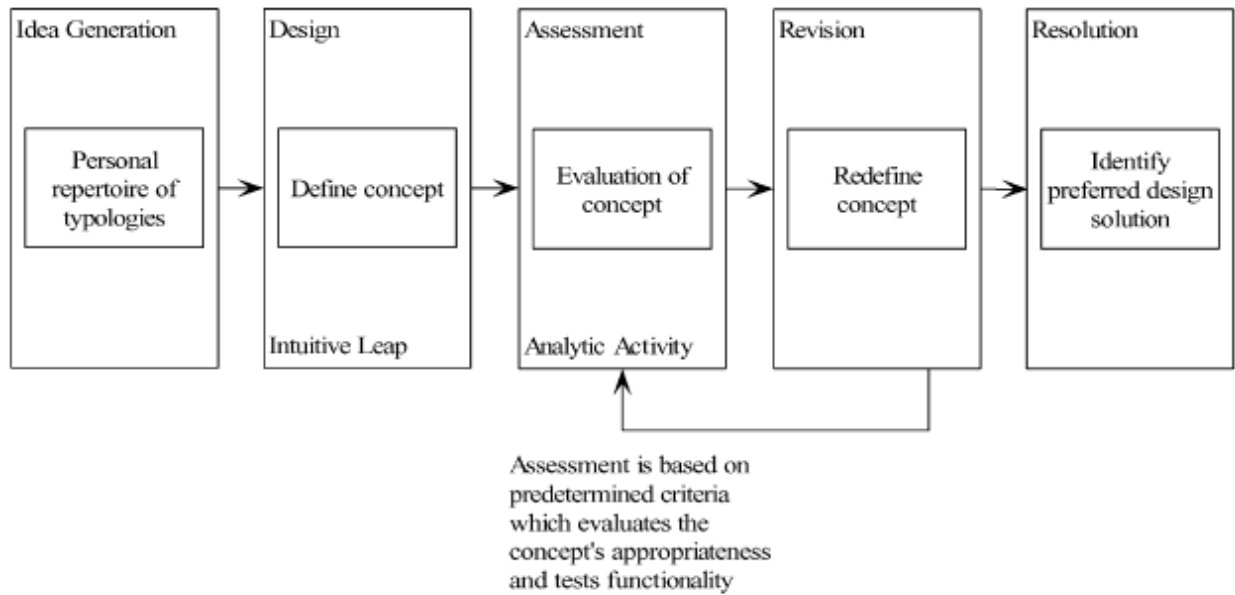 Idea Generation
Personal
repertoire of
typologies
Design
Define concept
Intuitive Leap
Assessment
Evaluation of
concept
Analytic Activity
Revision
Redefine
concept
Resolution
Identify
preferred design
solution
Assessment is based on
predetermined criteria
which evaluates the
concept's appropriateness
and tests functionality